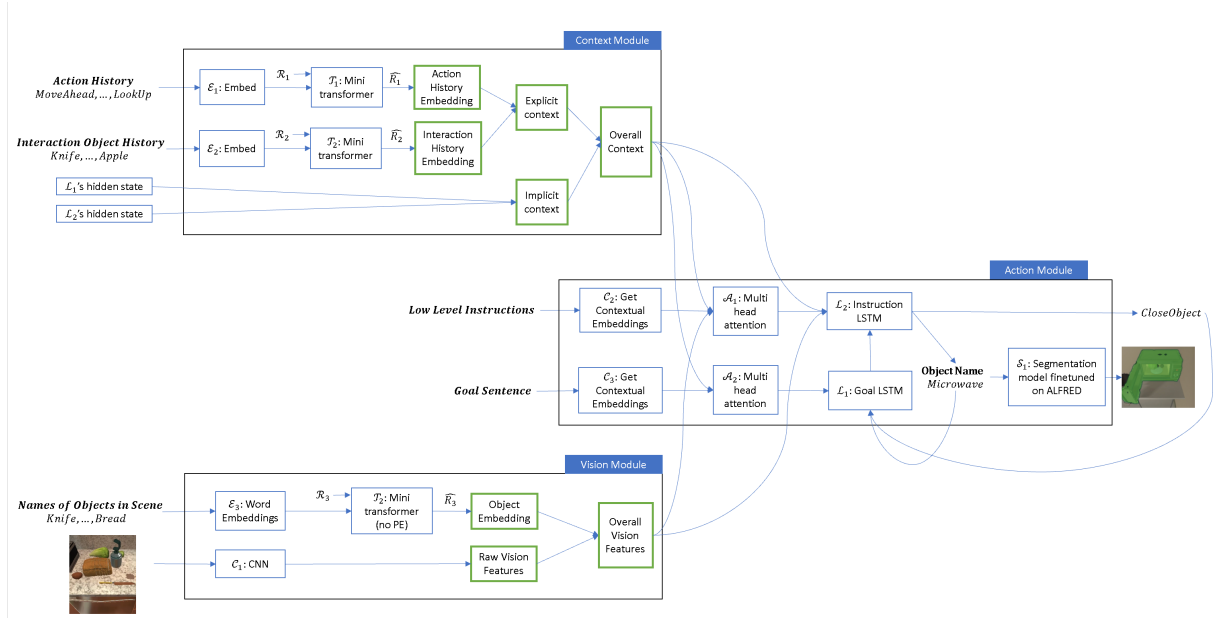 Context Module
Action History
MoveAhead, … , LookUp
ℰ₁: Embed
ℛ₁
𝒯₁: Mini
transformer
R̂₁
Action
History
Embedding
Explicit
context
Overall
Context
Interaction Object History
Knife, … , Apple
ℰ₂: Embed
ℛ₂
𝒯₂: Mini
transformer
R̂₂
Interaction
History
Embedding
ℒ₁'s hidden state
ℒ₂'s hidden state
Implicit
context
Action Module
Low Level Instructions
𝒞₂: Get
Contextual
Embeddings
𝒜₁: Multi
head
attention
ℒ₂: Instruction
LSTM
CloseObject
Goal Sentence
𝒞₃: Get
Contextual
Embeddings
𝒜₂: Multi
head
attention
ℒ₁: Goal LSTM
Object Name
Microwave
𝒮₁: Segmentation
model finetuned
on ALFRED
Vision Module
Names of Objects in Scene
Knife, … , Bread
ℰ₃: Word
Embeddings
ℛ₃
𝒯₂: Mini
transformer
(no PE)
R̂₃
Object
Embedding
Overall
Vision
Features
𝒞₁: CNN
Raw Vision
Features